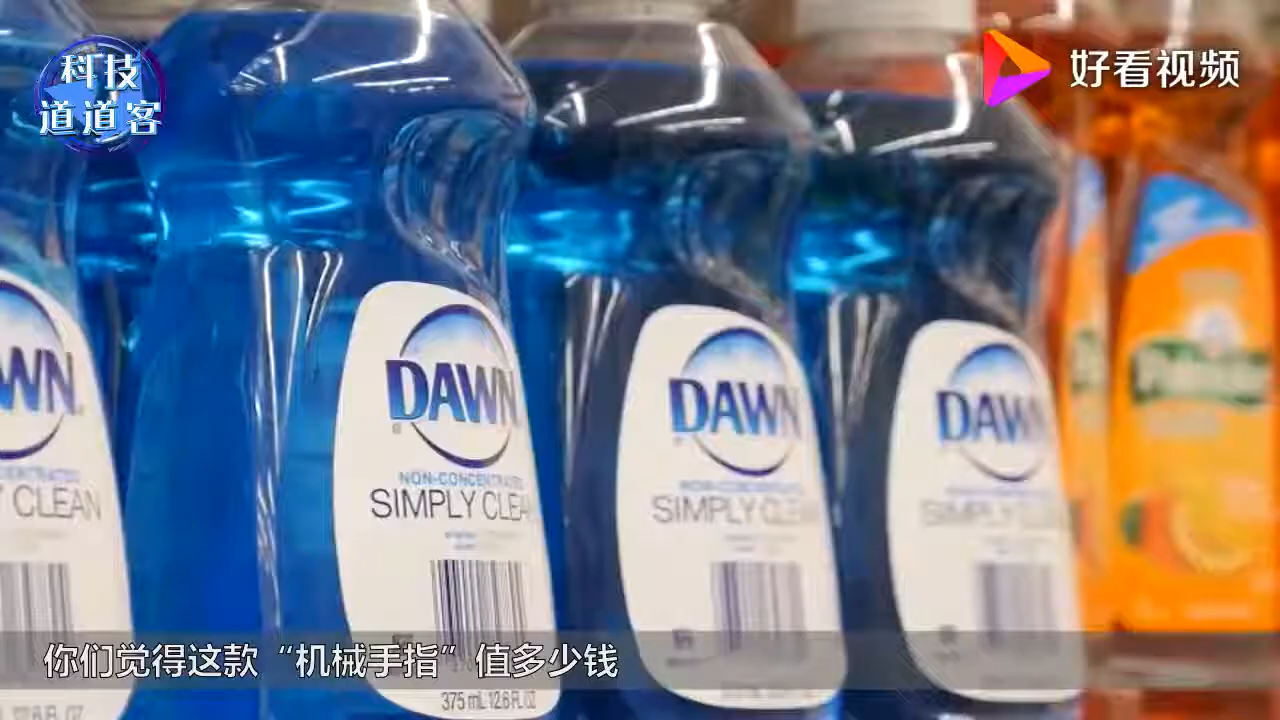 科技
道道客
好看视频
DAWN
NON-CONCENTRATED
SIMPLY CLEAN
375 mL 12.6 FL OZ
DAWN
SIMPLY CLEAN
DAWN
SIMPLY CLEAN
WN
Y CLEAN
你们觉得这款“机械手指”值多少钱